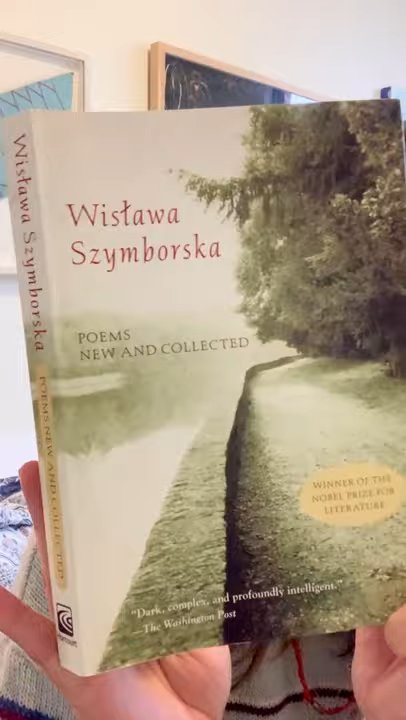 Wisława
Szymborska
POEMS
NEW AND COLLECTED
WINNER OF THE
NOBEL PRIZE FOR
LITERATURE
"Dark, complex, and profoundly intelligent."
—The Washington Post
Wisława Szymborska
POEMS NEW AND COLLECTED